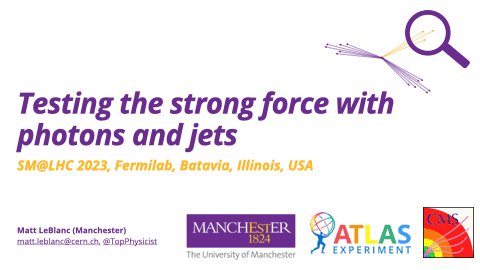 Testing the strong force with
photons and jets
SM@LHC 2023, Fermilab, Batavia, Illinois, USA
Matt LeBlanc (Manchester)
matt.leblanc@cern.ch, @TopPhysicist
MANCHESTER
1824
The University of Manchester
ATLAS
EXPERIMENT
CMS